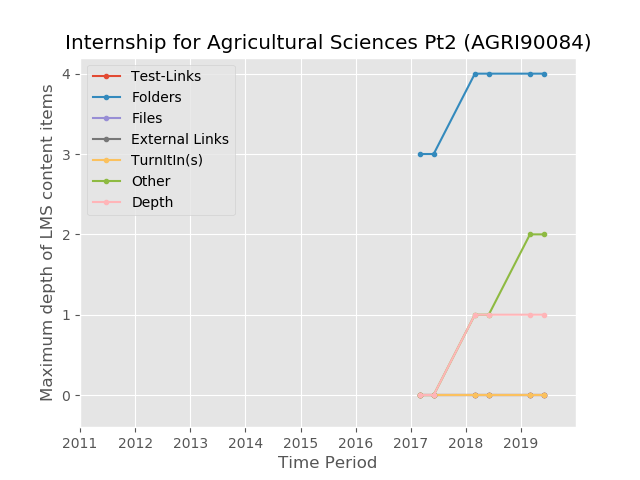 Internship for Agricultural Sciences Pt2 (AGRI90084)
Maximum depth of LMS content items
4
3
2
1
0
Test-Links
Folders
Files
External Links
TurnItIn(s)
Other
Depth
2011 2012 2013 2014 2015 2016 2017 2018 2019
Time Period